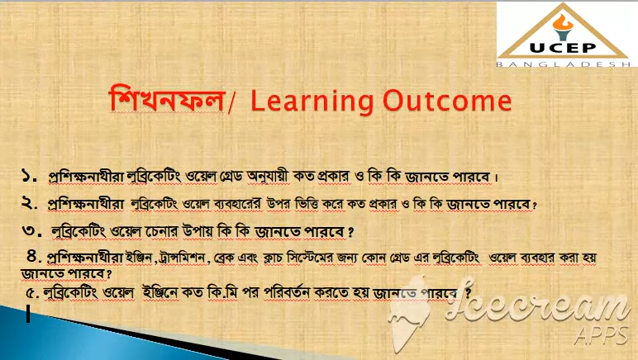 UCEP
BANGLADESH
শিখনফল/ Learning Outcome
১. প্রশিক্ষনার্থীরা লুব্রিকেটিং ওয়েল গ্রেড অনুযায়ী কত প্রকার ও কি কি জানতে পারবে ।
২. প্রশিক্ষনার্থীরা লুব্রিকেটিং ওয়েল ব্যবহারের উপর ভিত্তি করে কত প্রকার ও কি কি জানতে পারবে ?
৩. লুব্রিকেটিং ওয়েল চেনার উপায় কি কি জানতে পারবে ?
৪. প্রশিক্ষনার্থীরা ইঞ্জিন, ট্রান্সমিশন, ব্রেক এবং ক্লাচ সিস্টেমের জন্য কোন গ্রেড এর লুব্রিকেটিং ওয়েল ব্যবহার করা হয়
জানতে পারবে?
৫. লুব্রিকেটিং ওয়েল ইঞ্জিনে কত কি.মি পর পরিবর্তন করতে হয় জানতে পারবে ?
Icecream
APPS